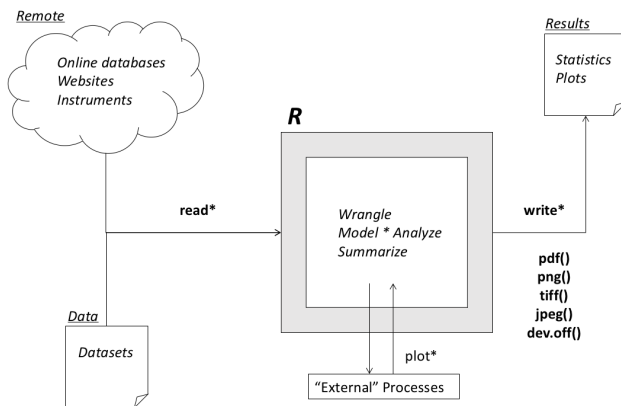 Remote
Online databases
Websites
Instruments
Results
Statistics
Plots
R
read*
Wrangle
Model * Analyze
Summarize
write*
pdf()
png()
tiff()
jpeg()
dev.off()
Data
Datasets
plot*
“External” Processes